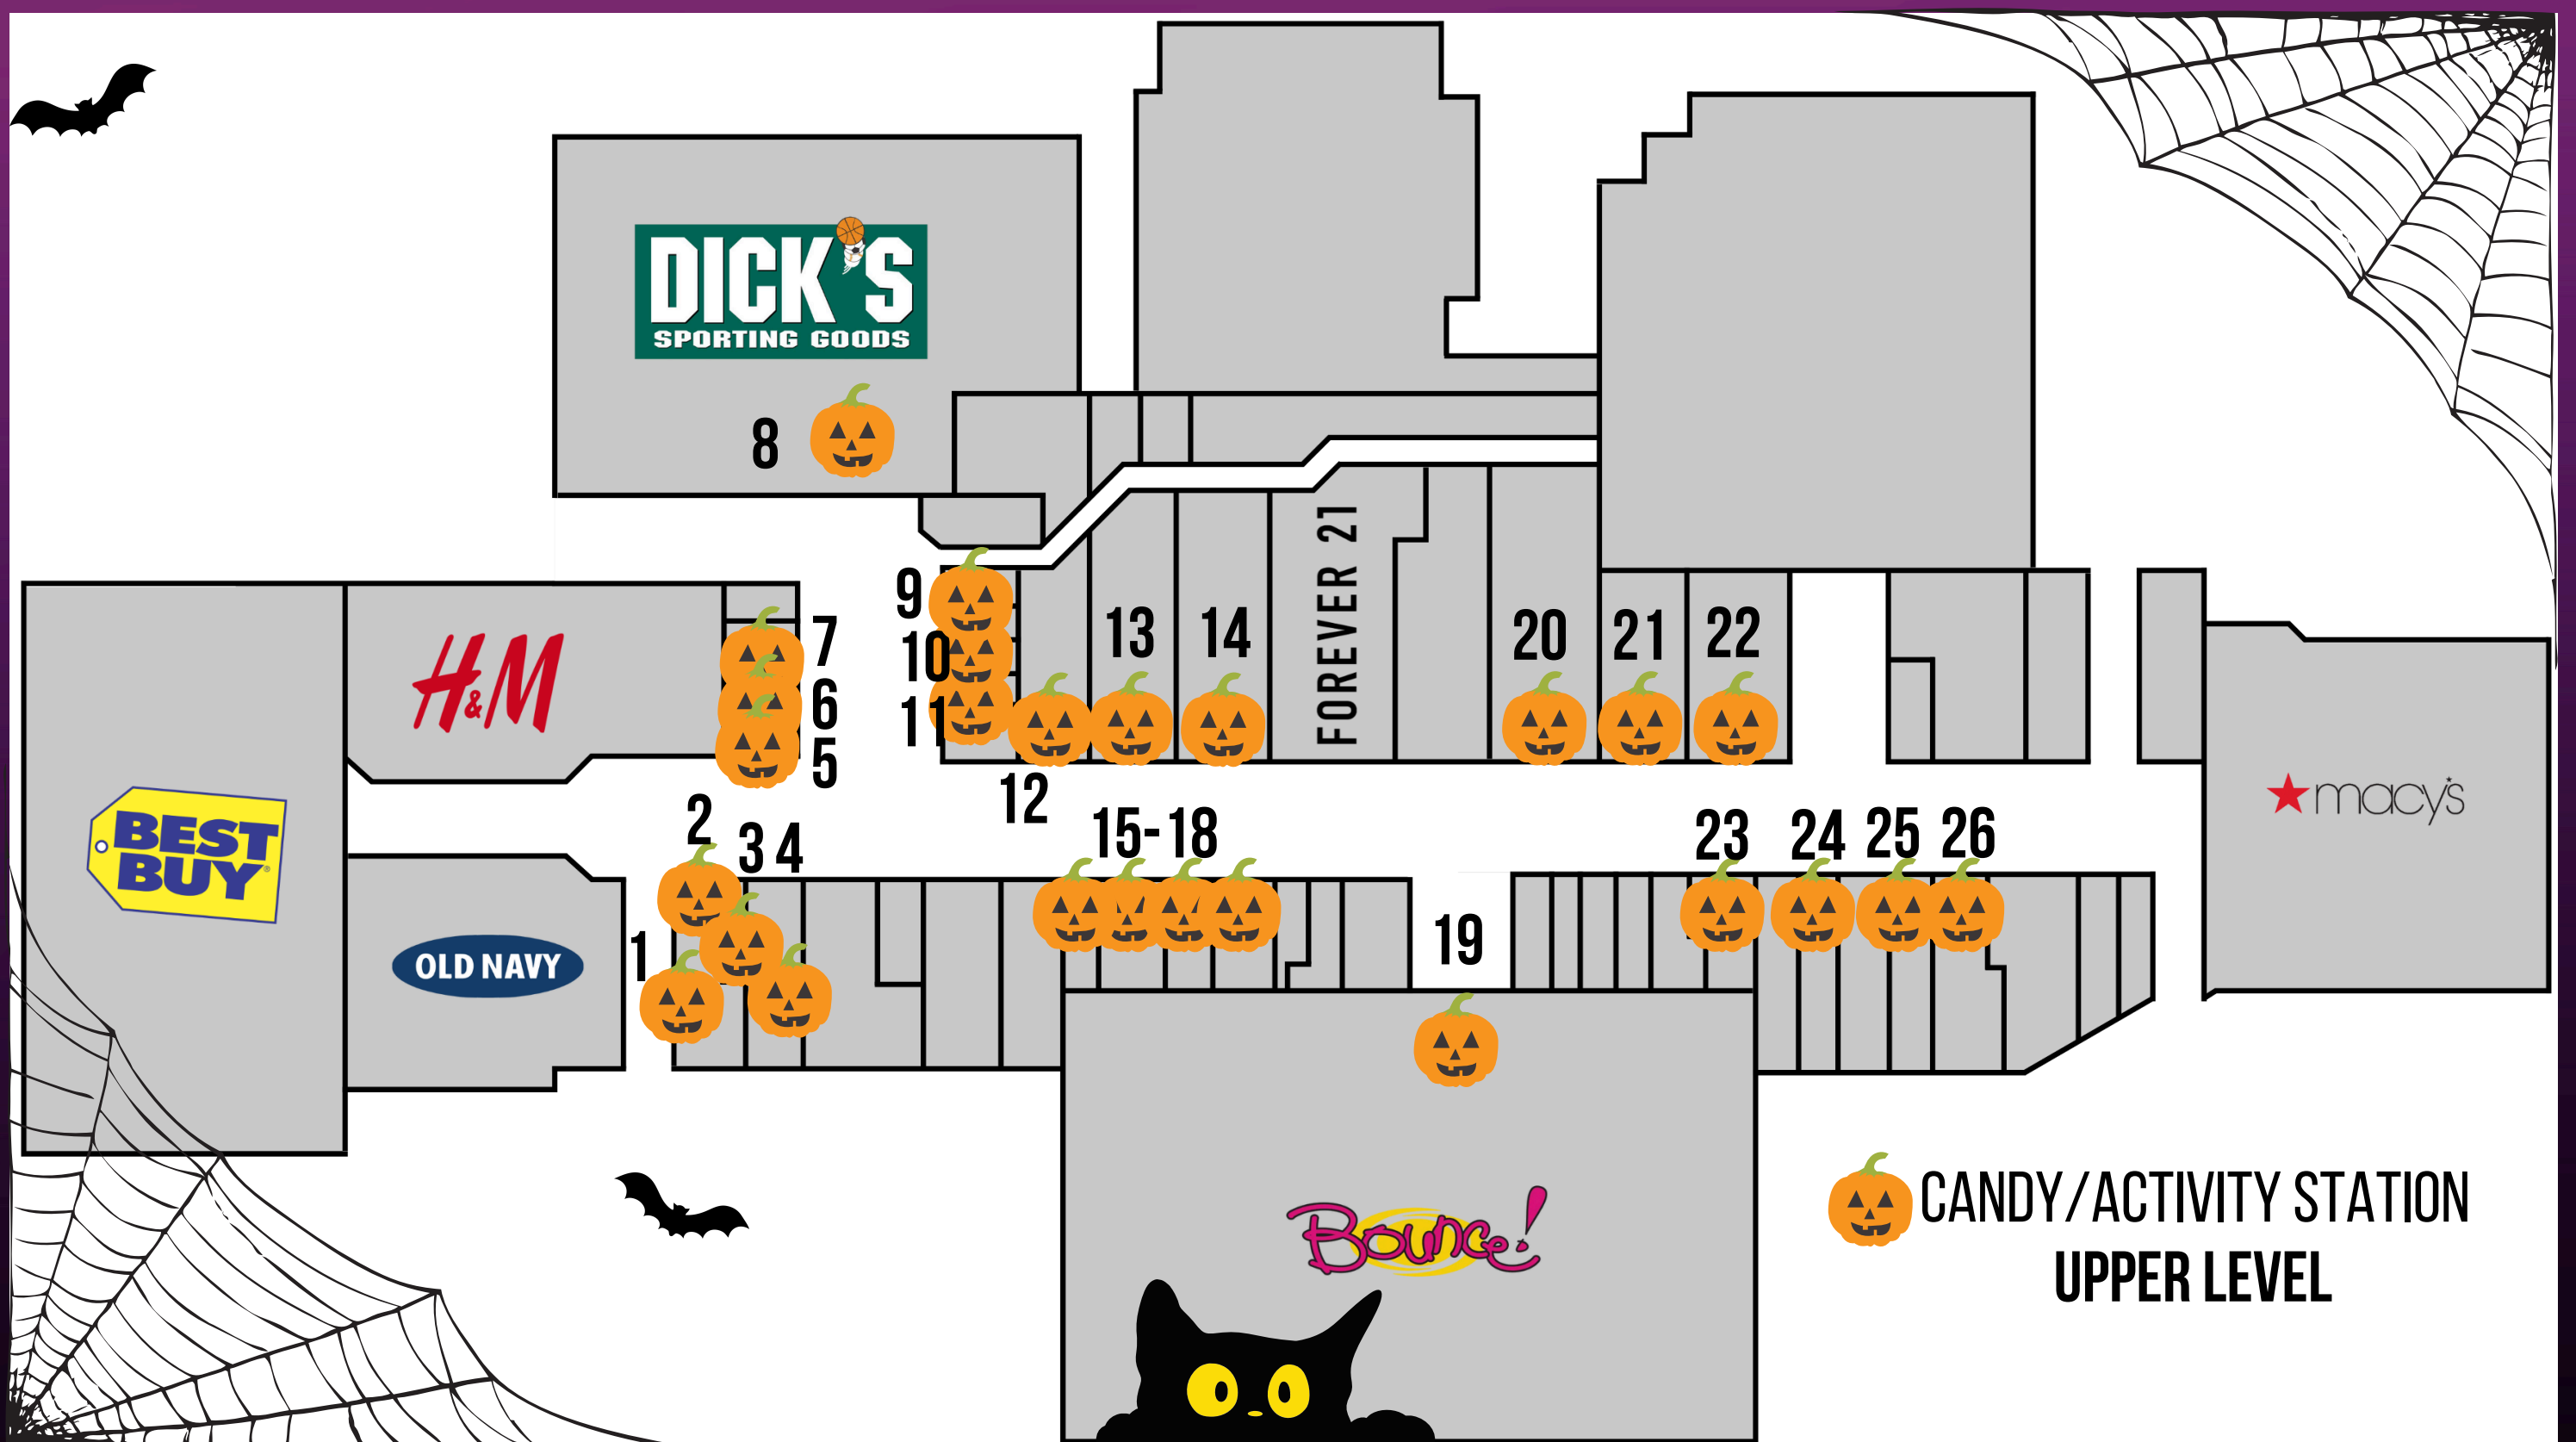 DICK'S
SPORTING GOODS
8
9
10
11
7
6
5
H&M
13
14
FOREVER 21
20
21
22
12
macy's
BEST
BUY
OLD NAVY
1
2
3 4
15-18
19
23
24
25
26
Bounce!
CANDY/ACTIVITY STATION
UPPER LEVEL